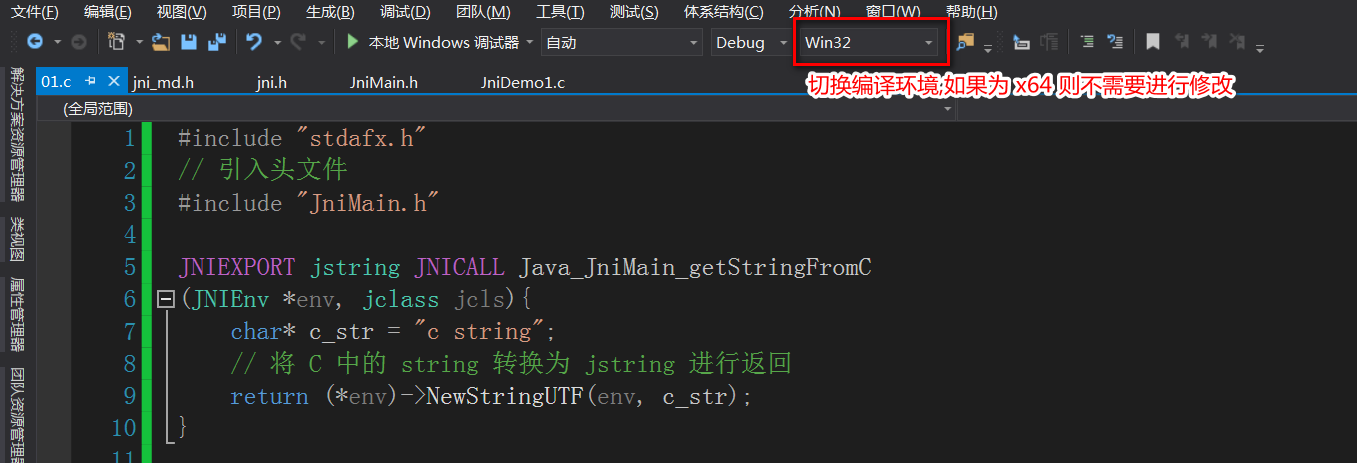 文件(F) 编辑(E) 视图(V) 项目(P) 生成(B) 调试(D) 团队(M) 工具(T) 测试(S) 体系结构(C) 分析(N) 窗口(W) 帮助(H)
本地 Windows 调试器 自动 Debug Win32
切换编译环境;如果为 x64 则不需要进行修改
01.c jni_md.h jni.h JniMain.h JniDemo1.c
(全局范围)
解决方案资源管理器
类视图
属性管理器
团队资源管理器
1 #include "stdafx.h"
2 // 引入头文件
3 #include "JniMain.h"
4
5 JNIEXPORT jstring JNICALL Java_JniMain_getStringFromC
6 (JNIEnv *env, jclass jcls){
7 char* c_str = "c string";
8 // 将 C 中的 string 转换为 jstring 进行返回
9 return (*env)->NewStringUTF(env, c_str);
10 }
11